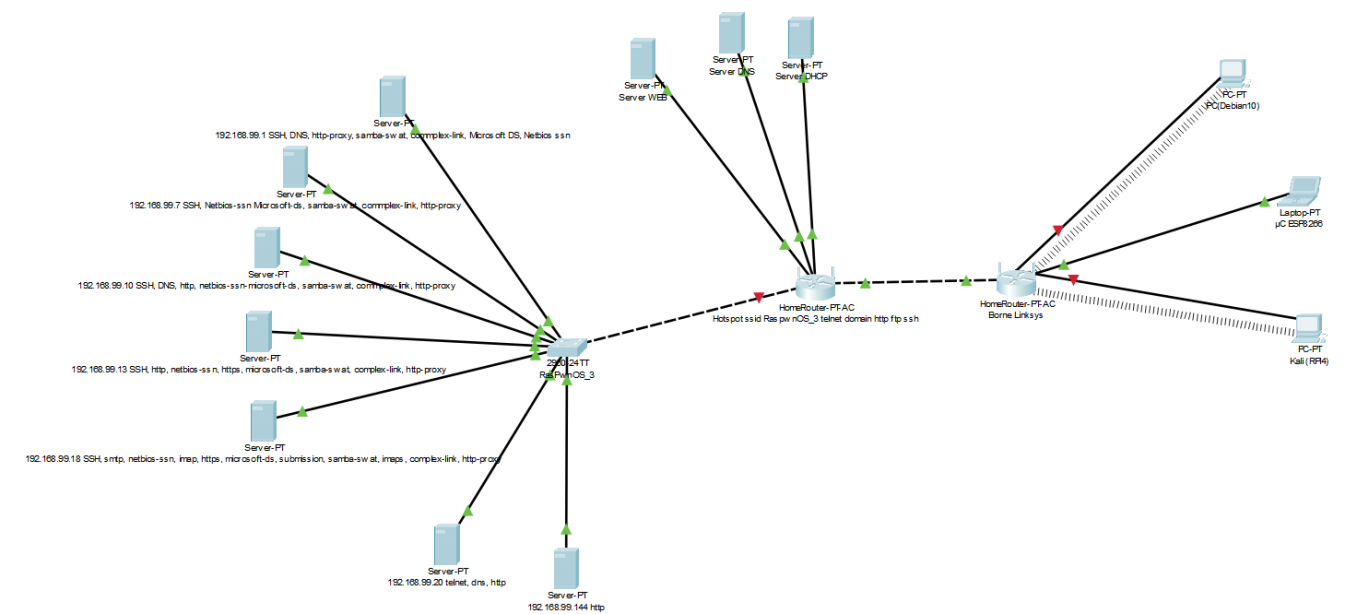 Server-PT
Server WEB
Server-PT
Server DNS
Server-PT
Server DHCP
PC-PT
PC(Debian10)
Server-PT
192.168.99.1 SSH, DNS, http-proxy, samba-swat, commplex-link, Microsoft DS, Netbios ssn
Server-PT
192.168.99.7 SSH, Netbios-ssn Microsoft-ds, samba-swat, commplex-link, http-proxy
Laptop-PT
µC ESP8266
Server-PT
192.168.99.10 SSH, DNS, http, netbios-ssn-microsoft-ds, samba-swat, commplex-link, http-proxy
HomeRouter-PT-AC
Hotspot ssid RaspwnOS_3 telnet domain http ftp ssh
HomeRouter-PT-AC
Borne Linksys
Server-PT
192.168.99.13 SSH, http, netbios-ssn, https, microsoft-ds, samba-swat, complex-link, http-proxy
PC-PT
Kali (RPI4)
2960-24TT
RasPwnOS_3
Server-PT
192.168.99.18 SSH, smtp, netbios-ssn, imap, https, microsoft-ds, submission, samba-swat, imaps, complex-link, http-proxy
Server-PT
192.168.99.20 telnet, dns, http
Server-PT
192.168.99.144 http